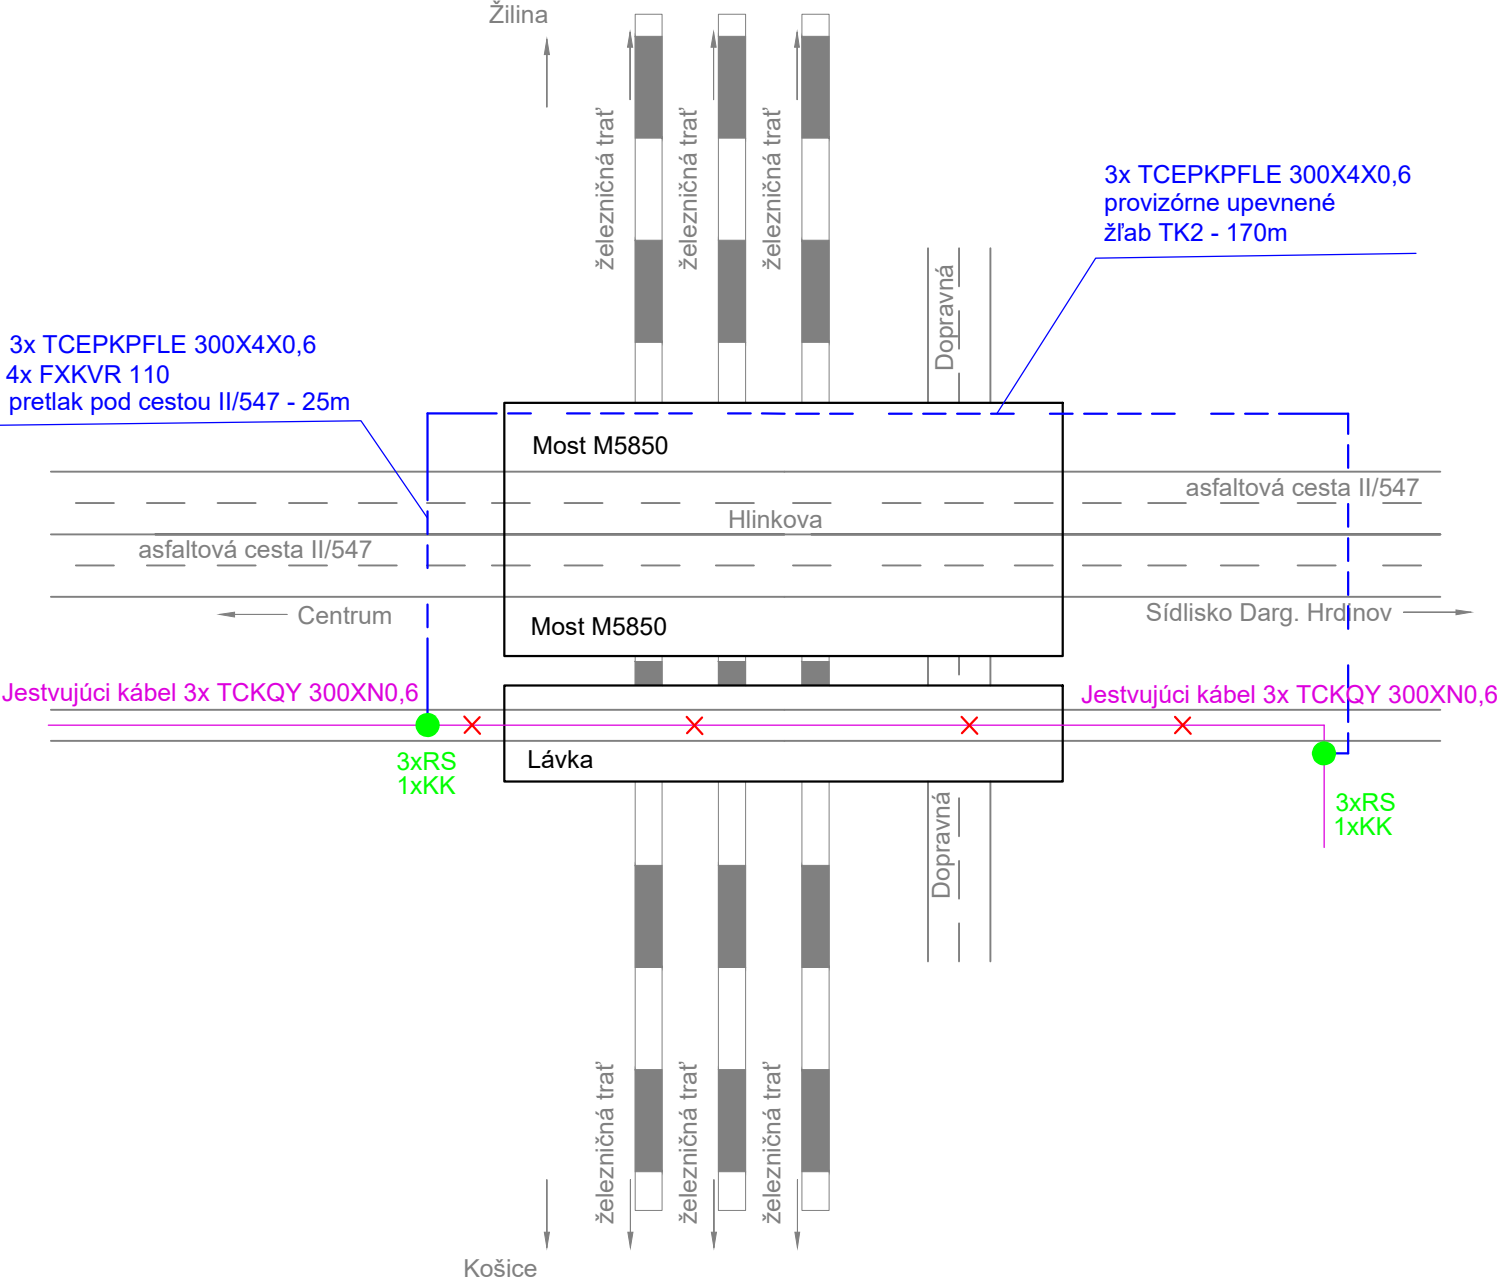 Žilina
železničná trať
železničná trať
železničná trať
3x TCEPKPFLE 300X4X0,6
provizórne upevnené
žľab TK2 - 170m
Dopravná
3x TCEPKPFLE 300X4X0,6
4x FXKVR 110
pretlak pod cestou II/547 - 25m
Most M5850
asfaltová cesta II/547
Hlinkova
asfaltová cesta II/547
Centrum
Most M5850
Sídlisko Darg. Hrdinov
Jestvujúci kábel 3x TCKQY 300XN0,6
Jestvujúci kábel 3x TCKQY 300XN0,6
Lávka
3xRS
1xKK
3xRS
1xKK
Dopravná
železničná trať
železničná trať
železničná trať
Košice